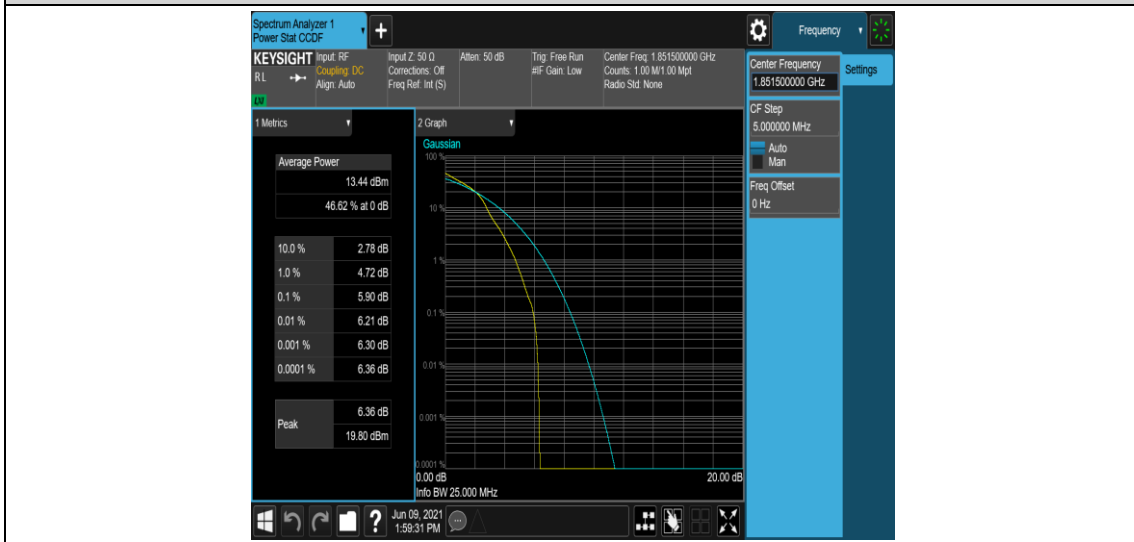 Spectrum Analyzer 1
Power Stat CCDF
+
Frequency
KEYSIGHT
RL
Input: RF
Coupling: DC
Align: Auto
Input Z: 50 Ω
Corrections: Off
Freq Ref: Int (S)
Atten: 50 dB
Trig: Free Run
#IF Gain: Low
Center Freq: 1.851500000 GHz
Counts: 1.00 M/1.00 Mpt
Radio Std: None
Center Frequency
1.851500000 GHz
Settings
CF Step
5.000000 MHz
Auto
Man
Freq Offset
0 Hz
1 Metrics
Average Power
13.44 dBm
46.62 % at 0 dB
10.0 % 2.78 dB
1.0 % 4.72 dB
0.1 % 5.90 dB
0.01 % 6.21 dB
0.001 % 6.30 dB
0.0001 % 6.36 dB
Peak
6.36 dB
19.80 dBm
2 Graph
Gaussian
100 %
10 %
1 %
0.1 %
0.01 %
0.001 %
0.0001 %
0.00 dB 20.00 dB
Info BW 25.000 MHz
?
Jun 09, 2021
1:59:31 PM